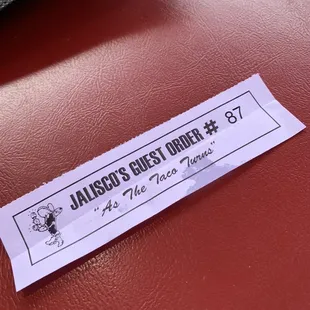 JALISCO'S GUEST ORDER # 87
"As The Taco Turns"